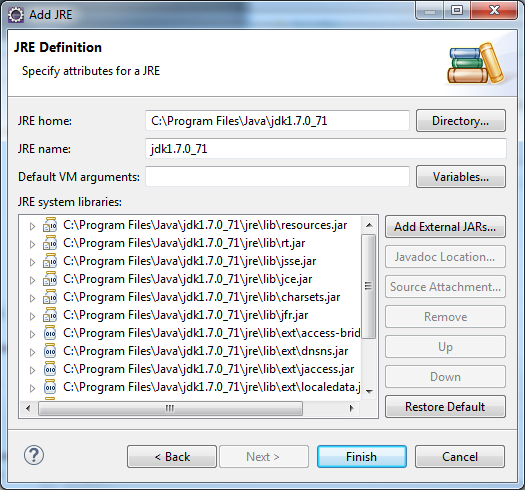 Add JRE
JRE Definition
Specify attributes for a JRE
JRE home: C:\Program Files\Java\jdk1.7.0_71 Directory...
JRE name: jdk1.7.0_71
Default VM arguments: Variables...
JRE system libraries:
C:\Program Files\Java\jdk1.7.0_71\jre\lib\resources.jar
C:\Program Files\Java\jdk1.7.0_71\jre\lib\rt.jar
C:\Program Files\Java\jdk1.7.0_71\jre\lib\jsse.jar
C:\Program Files\Java\jdk1.7.0_71\jre\lib\jce.jar
C:\Program Files\Java\jdk1.7.0_71\jre\lib\charsets.jar
C:\Program Files\Java\jdk1.7.0_71\jre\lib\jfr.jar
C:\Program Files\Java\jdk1.7.0_71\jre\lib\ext\access-brid
C:\Program Files\Java\jdk1.7.0_71\jre\lib\ext\dnsns.jar
C:\Program Files\Java\jdk1.7.0_71\jre\lib\ext\jaccess.jar
C:\Program Files\Java\jdk1.7.0_71\jre\lib\ext\localedata.j
Add External JARs...
Javadoc Location...
Source Attachment...
Remove
Up
Down
Restore Default
? < Back Next > Finish Cancel